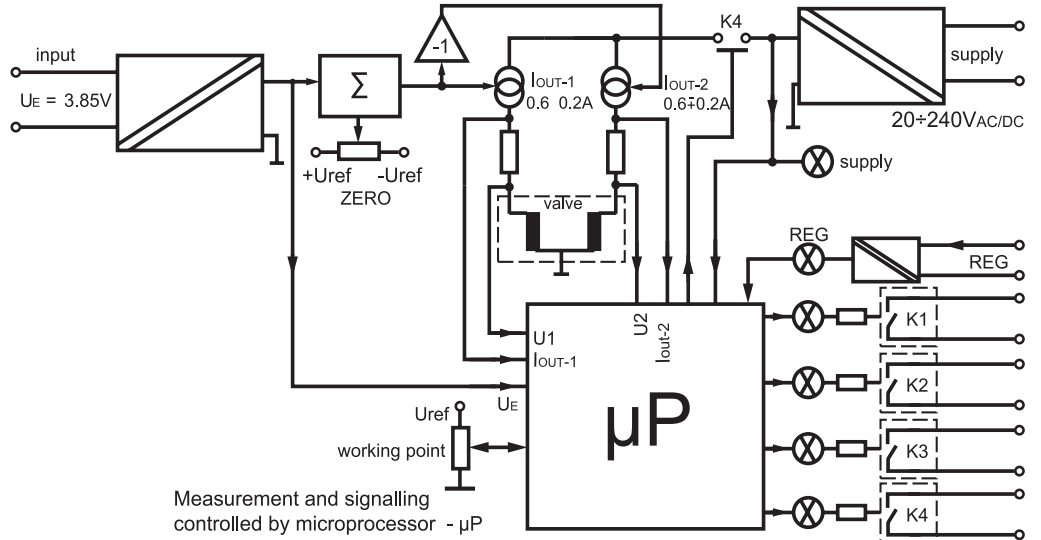 input
UE = 3.85V
Σ
-1
+Uref -Uref
ZERO
IOUT-1
0.6 0.2A
IOUT-2
0.6∓0.2A
K4
supply
20÷240VAC/DC
supply
valve
REG
REG
U1
IOUT-1
UE
U2
Iout-2
µP
K1
K2
K3
K4
Uref
working point
Measurement and signalling
controlled by microprocessor - µP